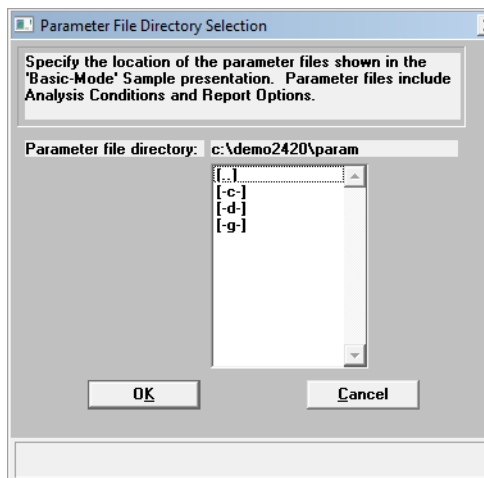 Parameter File Directory Selection
Specify the location of the parameter files shown in the
'Basic-Mode' Sample presentation. Parameter files include
Analysis Conditions and Report Options.
Parameter file directory: c:\demo2420\param
[..]
[-c-]
[-d-]
[-g-]
OK Cancel